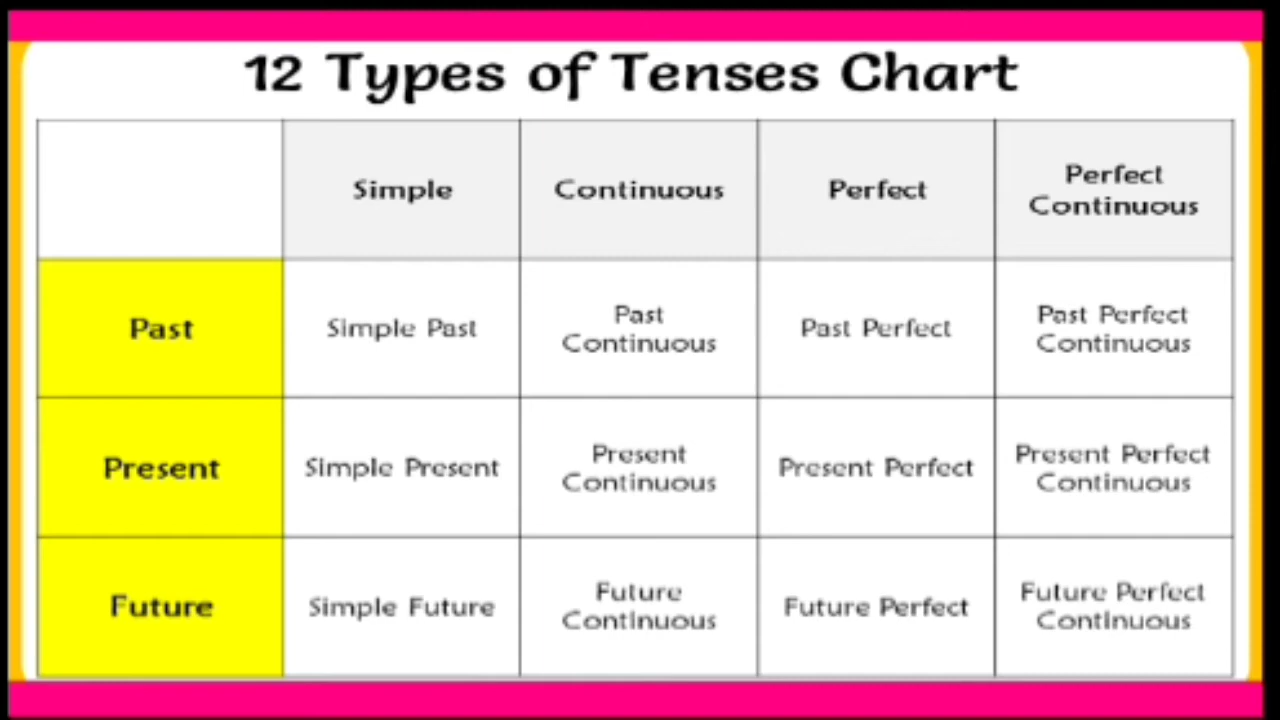 12 Types of Tenses Chart
Simple
Continuous
Perfect
Perfect
Continuous
Past
Simple Past
Past
Continuous
Past Perfect
Past Perfect
Continuous
Present
Simple Present
Present
Continuous
Present Perfect
Present Perfect
Continuous
Future
Simple Future
Future
Continuous
Future Perfect
Future Perfect
Continuous